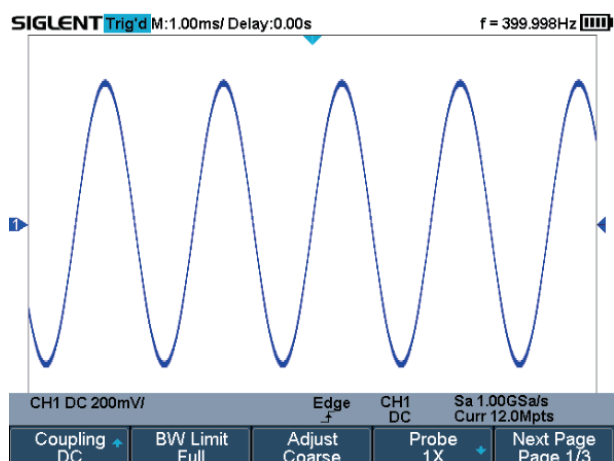 SIGLENT Trig'd M:1.00ms/ Delay:0.00s f = 399.998Hz
1
CH1 DC 200mV/ Edge CH1 Sa 1.00GSa/s
DC Curr 12.0Mpts
Coupling BW Limit Adjust Probe Next Page
DC Full Coarse 1X Page 1/3